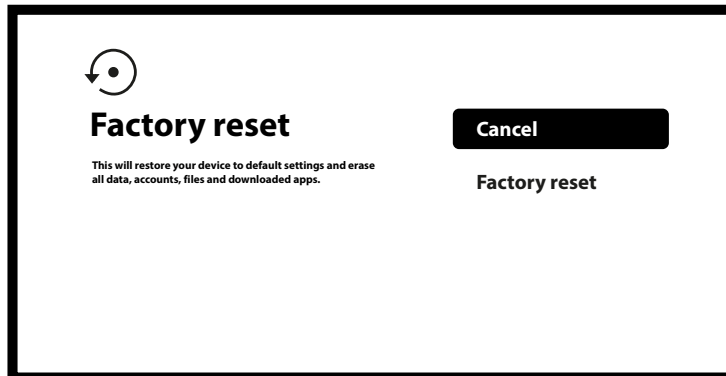 Factory reset
This will restore your device to default settings and erase
all data, accounts, files and downloaded apps.
Cancel
Factory reset